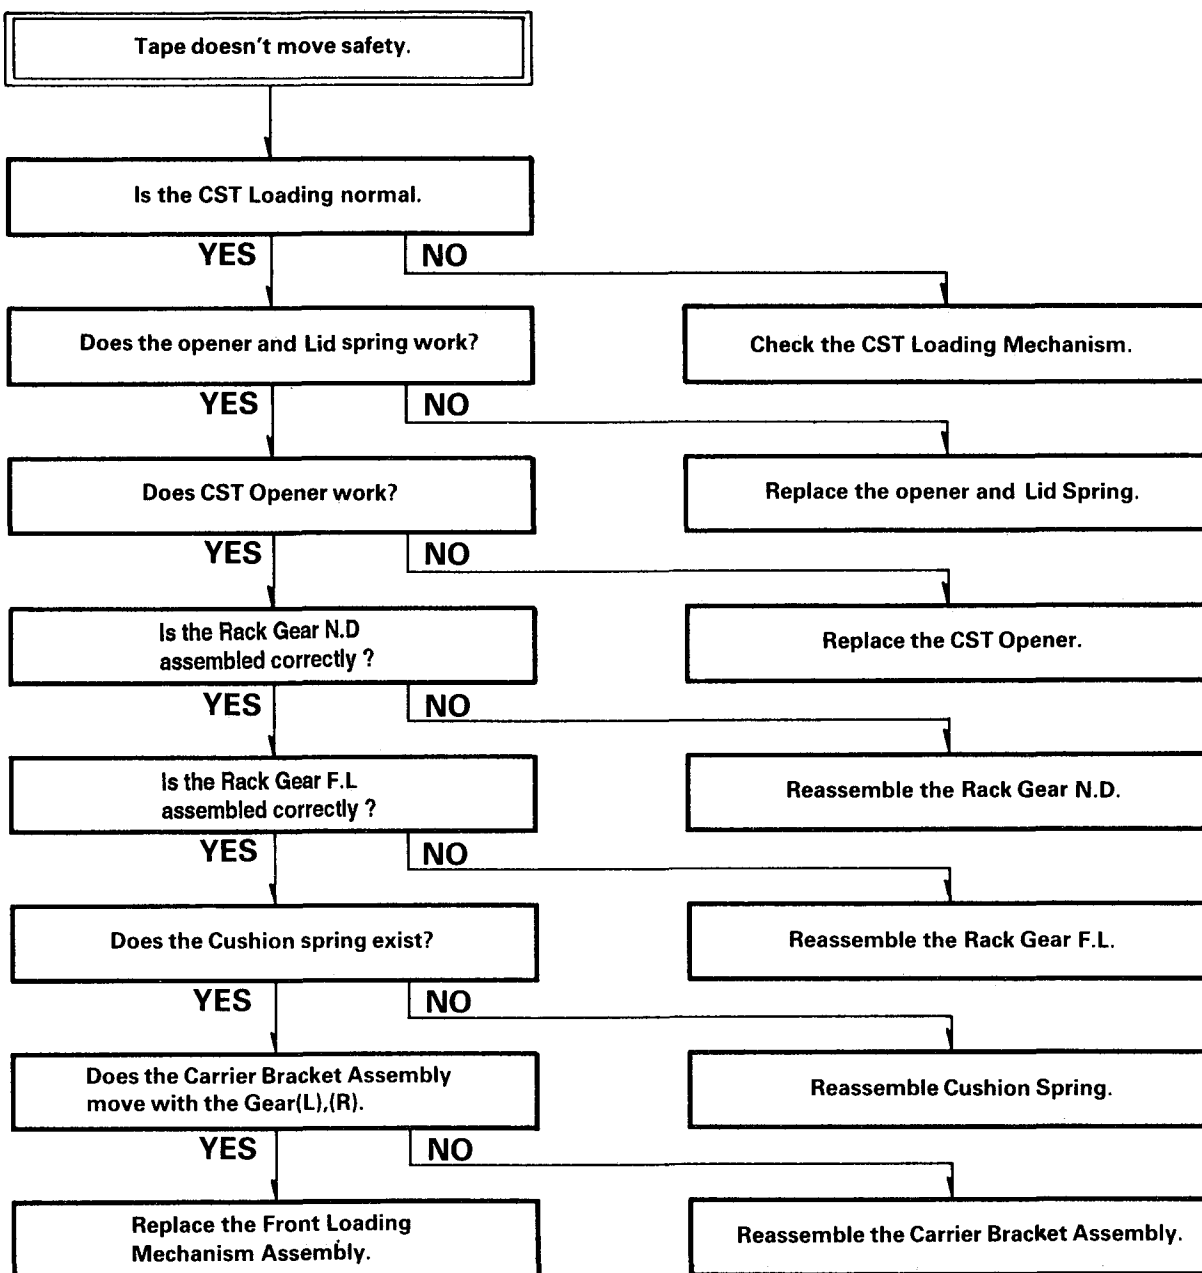 Tape doesn't move safety.
Is the CST Loading normal.
YES
NO
Does the opener and Lid spring work?
Check the CST Loading Mechanism.
YES
NO
Does CST Opener work?
Replace the opener and Lid Spring.
YES
NO
Is the Rack Gear N.D
assembled correctly ?
Replace the CST Opener.
YES
NO
Is the Rack Gear F.L
assembled correctly ?
Reassemble the Rack Gear N.D.
YES
NO
Does the Cushion spring exist?
Reassemble the Rack Gear F.L.
YES
NO
Does the Carrier Bracket Assembly
move with the Gear(L),(R).
Reassemble Cushion Spring.
YES
NO
Replace the Front Loading
Mechanism Assembly.
Reassemble the Carrier Bracket Assembly.